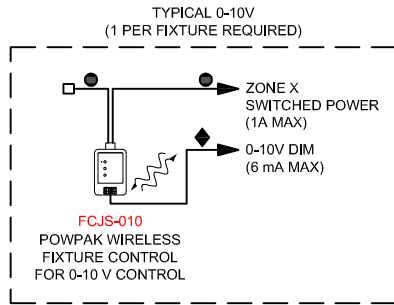 TYPICAL 0-10V
(1 PER FIXTURE REQUIRED)
ZONE X
SWITCHED POWER
(1A MAX)
0-10V DIM
(6 mA MAX)
FCJS-010
POWPAK WIRELESS
FIXTURE CONTROL
FOR 0-10 V CONTROL